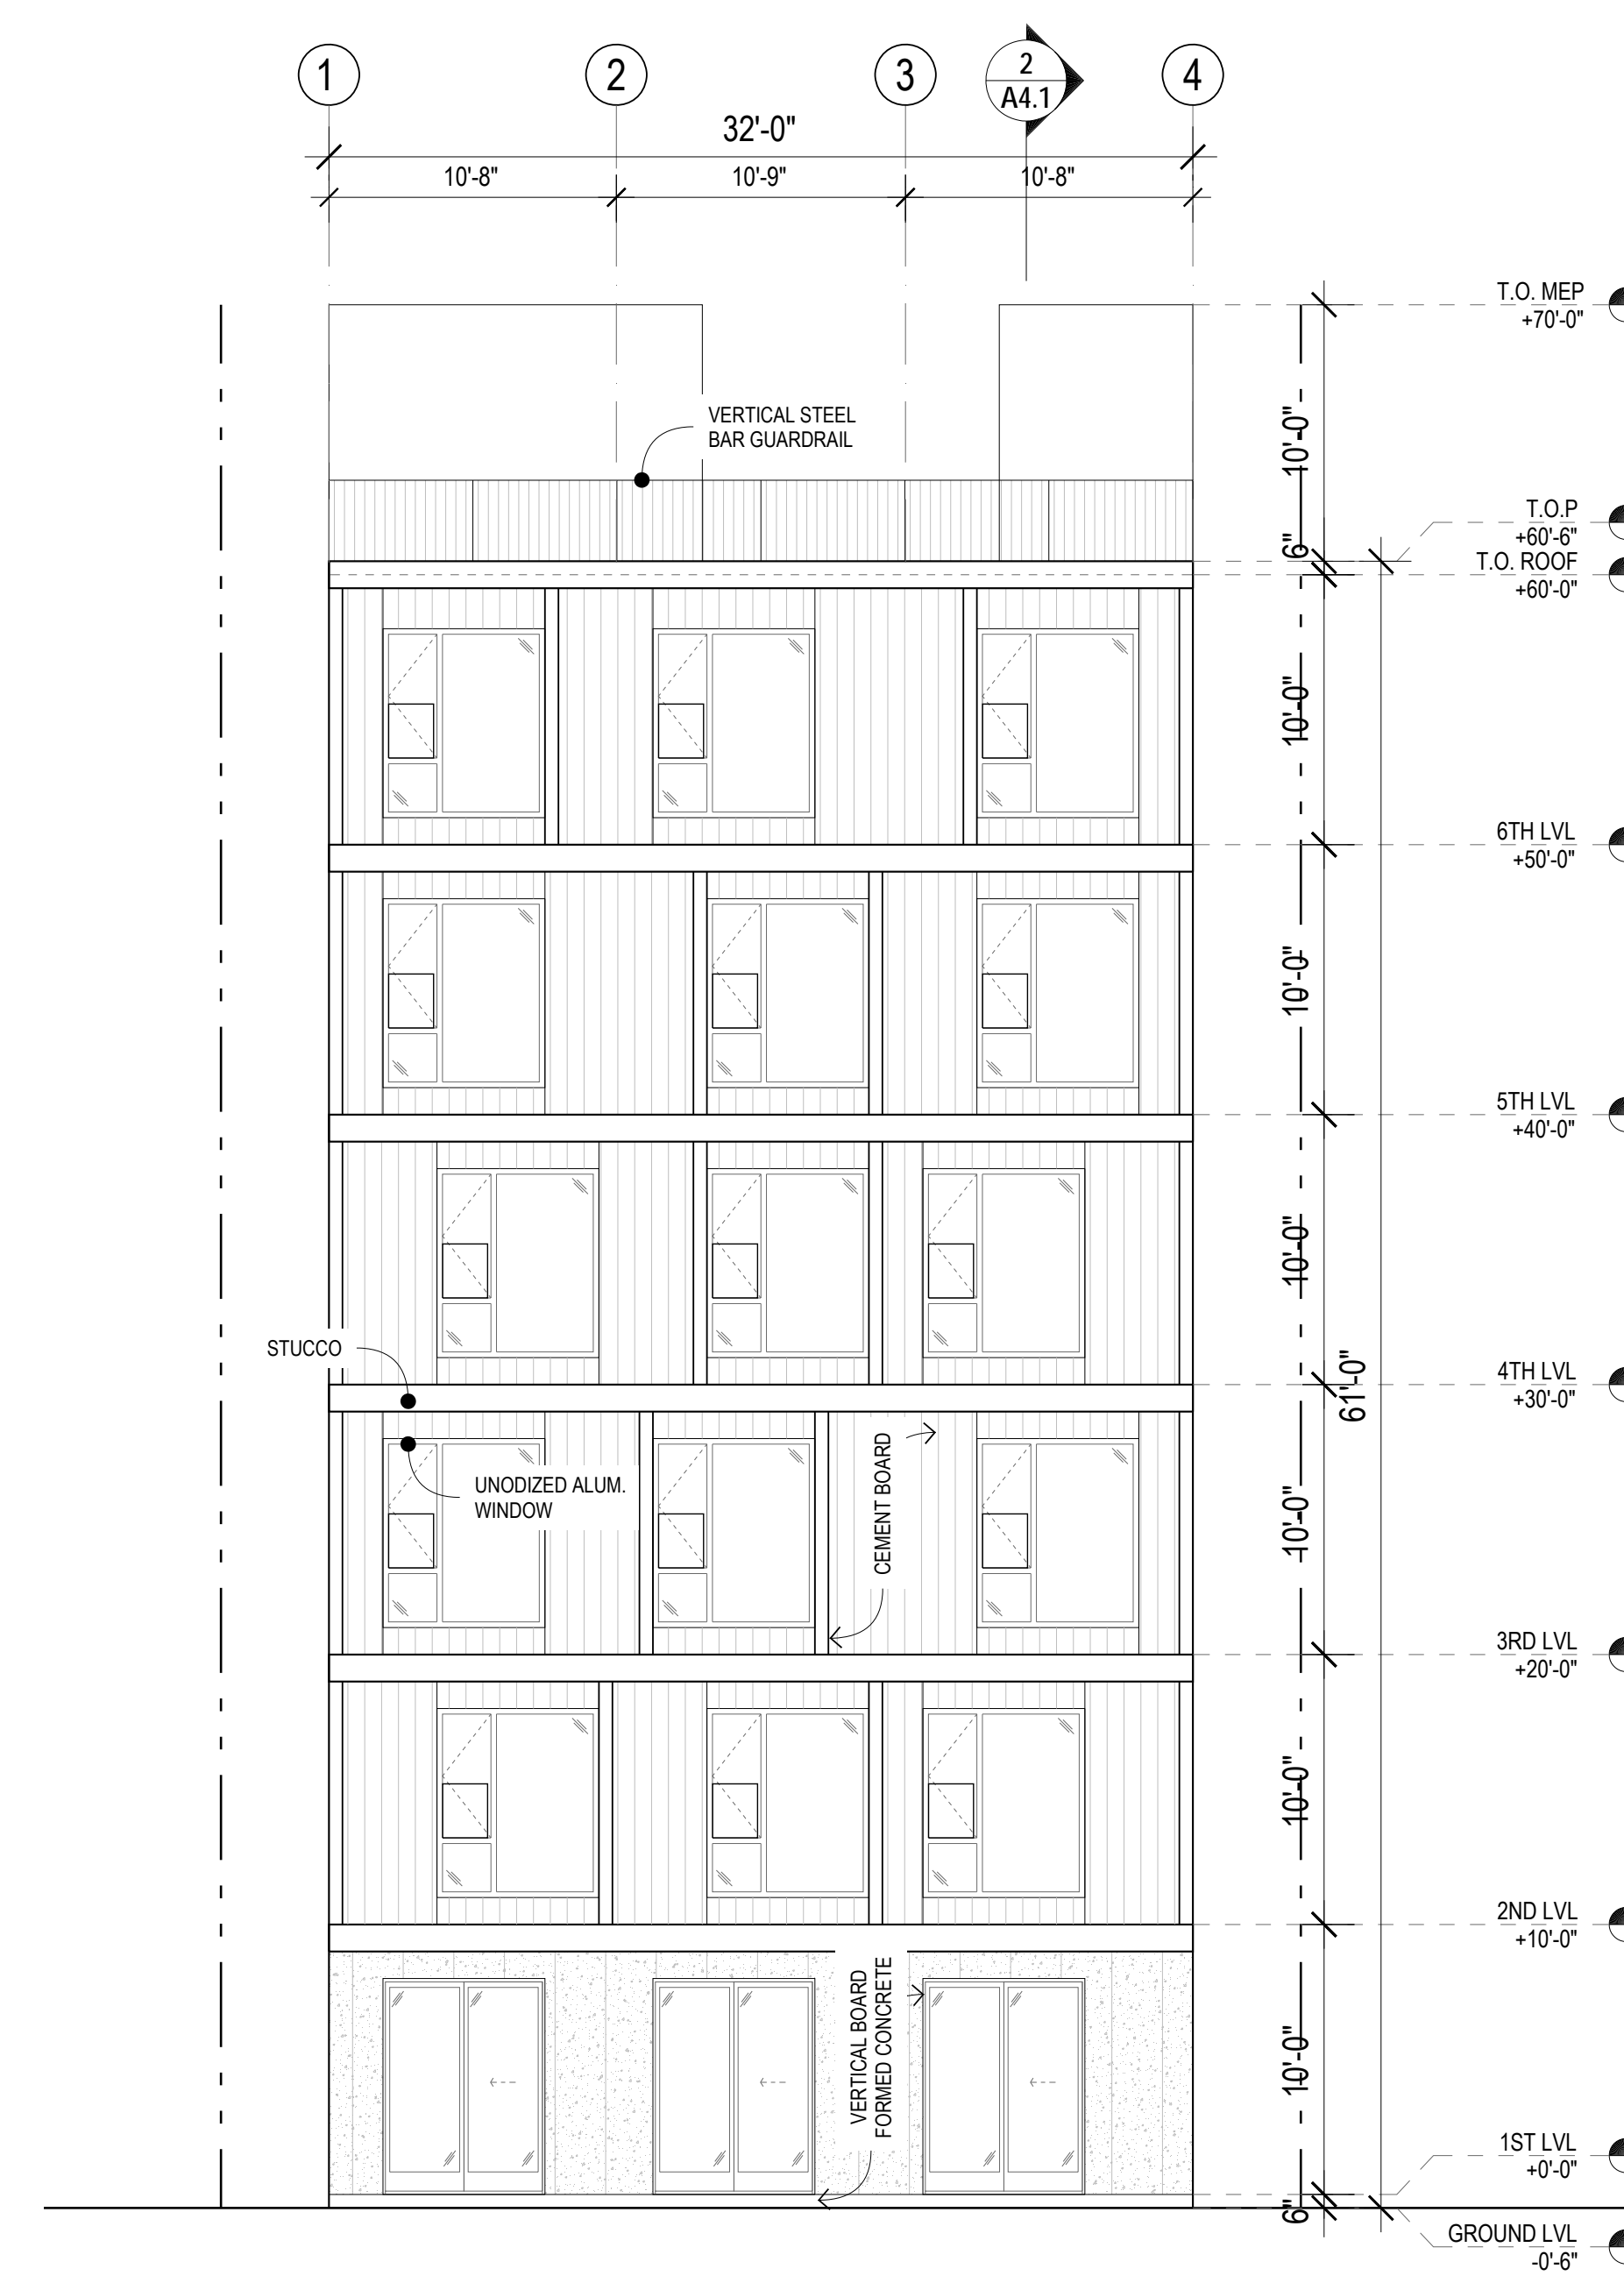 1
2
3
2
A4.1
4
32'-0"
10'-8"
10'-9"
10'-8"
T.O. MEP
+70'-0"
VERTICAL STEEL
BAR GUARDRAIL
10'-0"
T.O.P
+60'-6"
6"
T.O. ROOF
+60'-0"
10'-0"
6TH LVL
+50'-0"
10'-0"
5TH LVL
+40'-0"
10'-0"
STUCCO
4TH LVL
+30'-0"
61'-0"
UNODIZED ALUM.
WINDOW
CEMENT BOARD
10'-0"
3RD LVL
+20'-0"
10'-0"
2ND LVL
+10'-0"
VERTICAL BOARD
FORMED CONCRETE
10'-0"
1ST LVL
+0'-0"
6"
GROUND LVL
-0'-6"